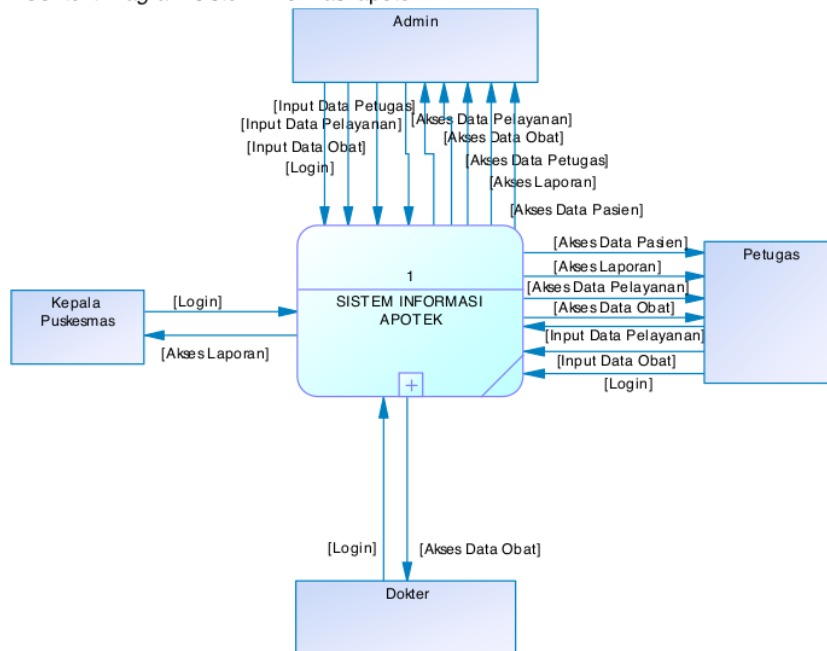 Admin
[Input Data Petugas]
[Input Data Pelayanan]
[Input Data Obat]
[Login]
[Akses Data Pelayanan]
[Akses Data Obat]
[Akses Data Petugas]
[Akses Laporan]
[Akses Data Pasien]
1
SISTEM INFORMASI
APOTEK
Kepala
Puskesmas
[Login]
[Akses Laporan]
Petugas
[Akses Data Pasien]
[Akses Laporan]
[Akses Data Pelayanan]
[Akses Data Obat]
[Input Data Pelayanan]
[Input Data Obat]
[Login]
[Login]
[Akses Data Obat]
Dokter